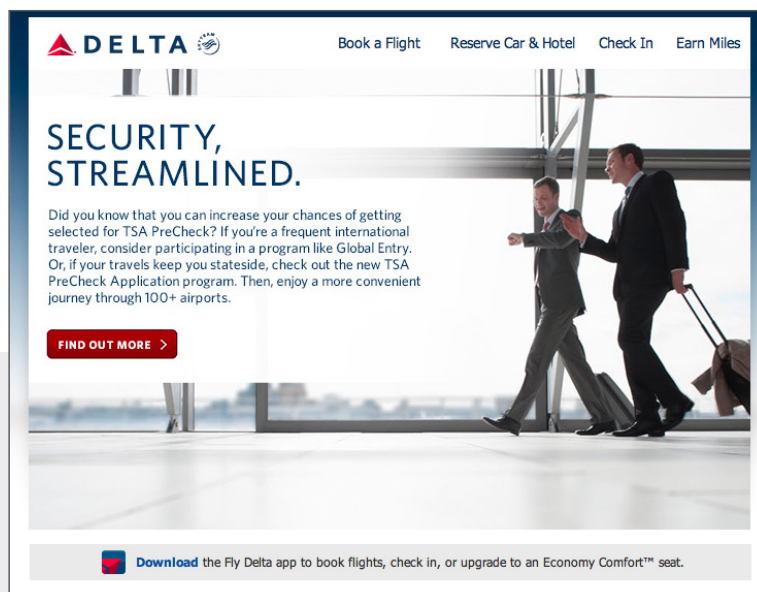 DELTA
Book a Flight Reserve Car & Hotel Check In Earn Miles
SECURITY,
STREAMLINED.
Did you know that you can increase your chances of getting
selected for TSA PreCheck? If you're a frequent international
traveler, consider participating in a program like Global Entry.
Or, if your travels keep you stateside, check out the new TSA
PreCheck Application program. Then, enjoy a more convenient
journey through 100+ airports.
FIND OUT MORE >
Download the Fly Delta app to book flights, check in, or upgrade to an Economy Comfort™ seat.